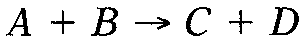 A + B → C + D